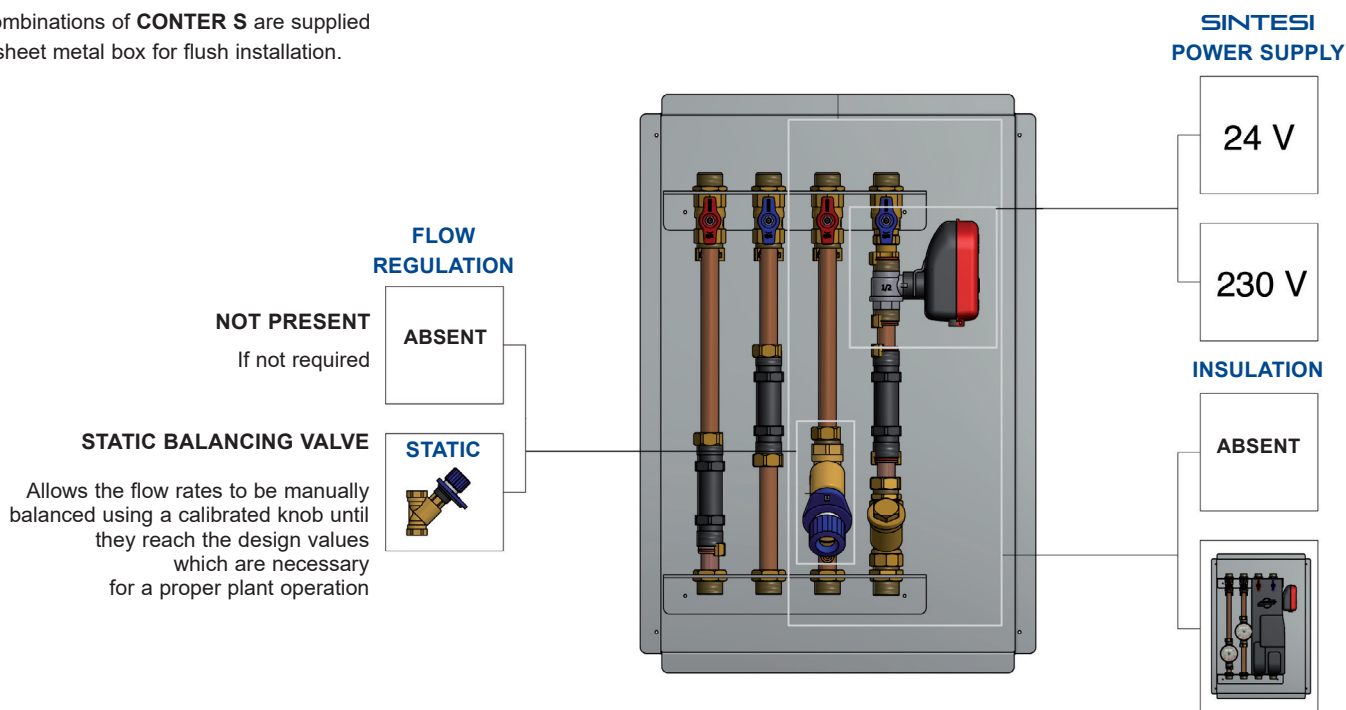 combinations of CONTER S are supplied
sheet metal box for flush installation.
SINTESI
POWER SUPPLY
24 V
230 V
FLOW
REGULATION
NOT PRESENT
If not required
ABSENT
STATIC BALANCING VALVE
Allows the flow rates to be manually
balanced using a calibrated knob until
they reach the design values
which are necessary
for a proper plant operation
STATIC
1/2
INSULATION
ABSENT